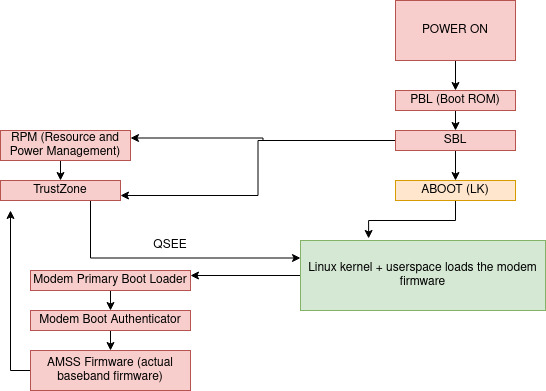 POWER ON
PBL (Boot ROM)
RPM (Resource and
Power Management)
SBL
TrustZone
ABOOT (LK)
QSEE
Linux kernel + userspace loads the modem
firmware
Modem Primary Boot Loader
Modem Boot Authenticator
AMSS Firmware (actual
baseband firmware)